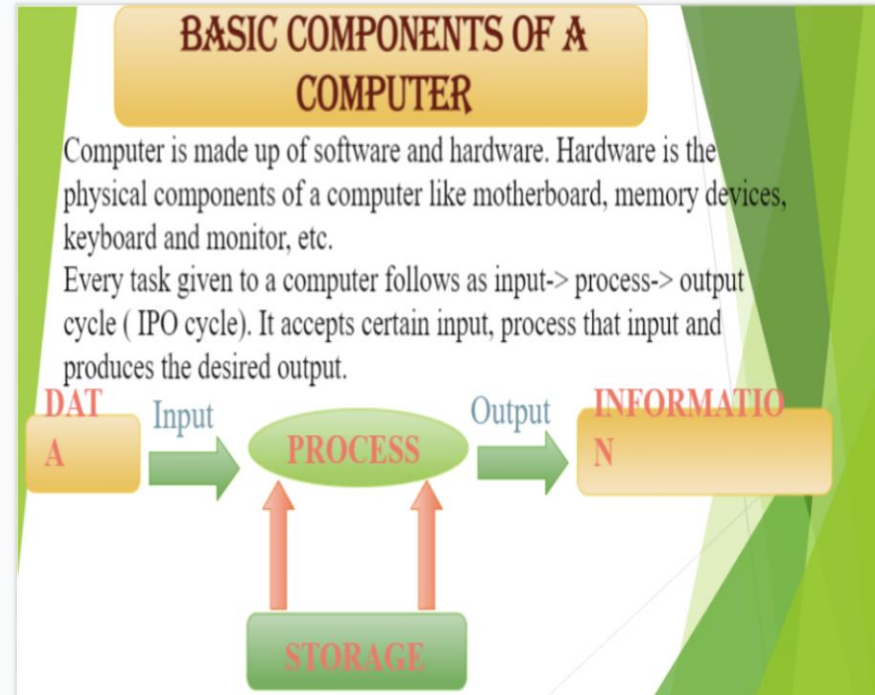 BASIC COMPONENTS OF A
COMPUTER
Computer is made up of software and hardware. Hardware is the
physical components of a computer like motherboard, memory devices,
keyboard and monitor, etc.
Every task given to a computer follows as input-> process-> output
cycle ( IPO cycle). It accepts certain input, process that input and
produces the desired output.
DAT
A
Input
PROCESS
Output
INFORMATIO
N
STORAGE